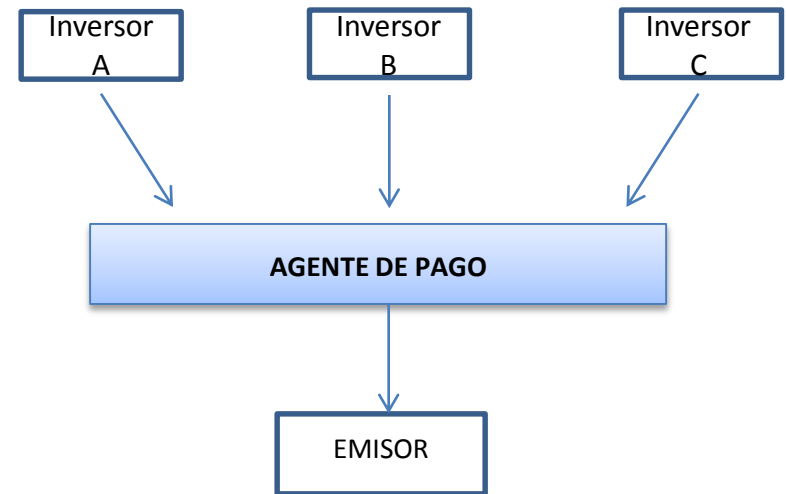 Inversor
A
Inversor
B
Inversor
C
AGENTE DE PAGO
EMISOR